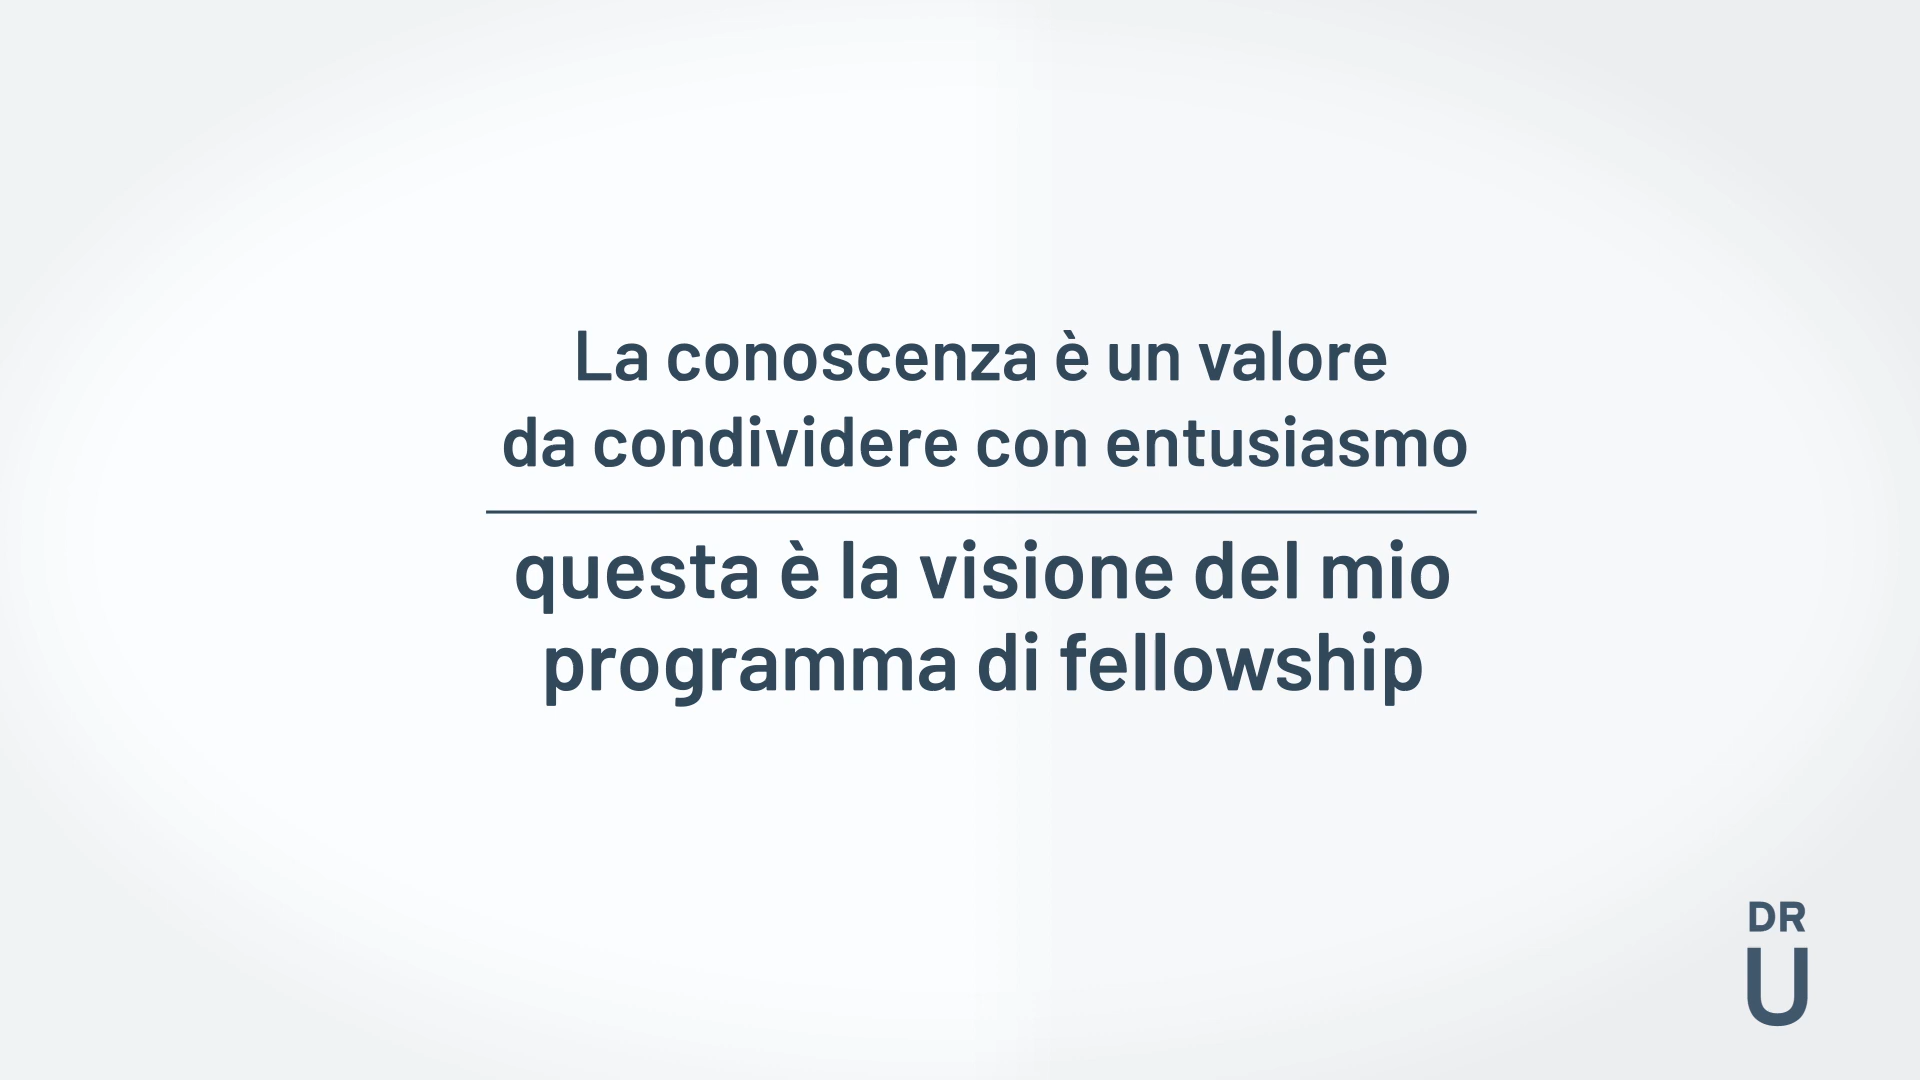 La conoscenza è un valore
da condividere con entusiasmo
questa è la visione del mio
programma di fellowship
DR
U